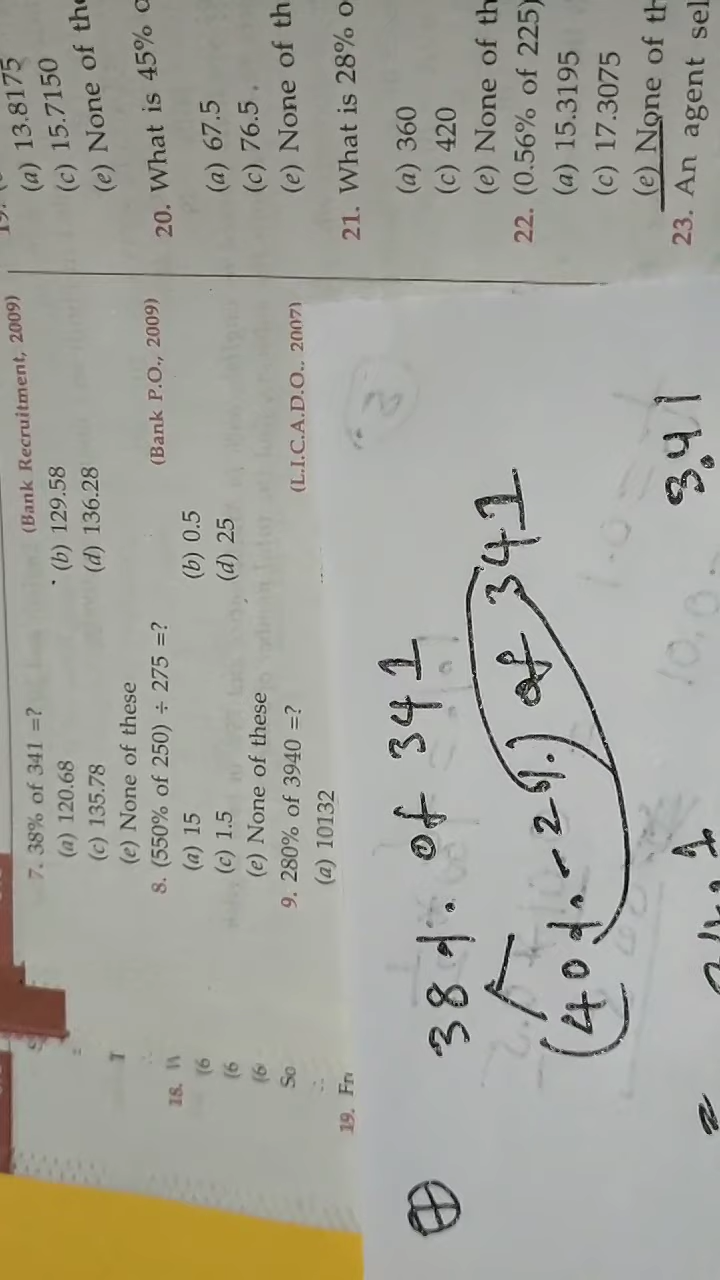 7. 38% of 341 =? (Bank Recruitment, 2009)
(a) 120.68 (b) 129.58
(c) 135.78 (d) 136.28
(e) None of these
8. (550% of 250) ÷ 275 =? (Bank P.O., 2009)
(a) 15 (b) 0.5
(c) 1.5 (d) 25
(e) None of these
9. 280% of 3940 =? (L.I.C.A.D.O.. 2007)
(a) 10132
(a) 13.8175
(c) 15.7150
(e) None of the
20. What is 45% o
(a) 67.5
(c) 76.5
(e) None of th
21. What is 28% o
(a) 360
(c) 420
(e) None of th
22. (0.56% of 225)
(a) 15.3195
(c) 17.3075
(e) None of th
23. An agent sel
18.
(6
(6
(6
So
19.
38%. of 341
(40%. - 2%.) of 341
3.41